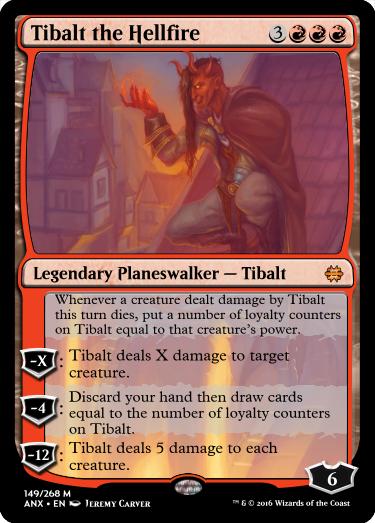 Tibalt the Hellfire 3
Legendary Planeswalker — Tibalt
Whenever a creature dealt damage by Tibalt
this turn dies, put a number of loyalty counters
on Tibalt equal to that creature's power.
-X: Tibalt deals X damage to target
creature.
-4: Discard your hand then draw cards
equal to the number of loyalty counters
on Tibalt.
-12: Tibalt deals 5 damage to each
creature.
6
149/268 M
ANX • EN Jeremy Carver
™ & © 2016 Wizards of the Coast